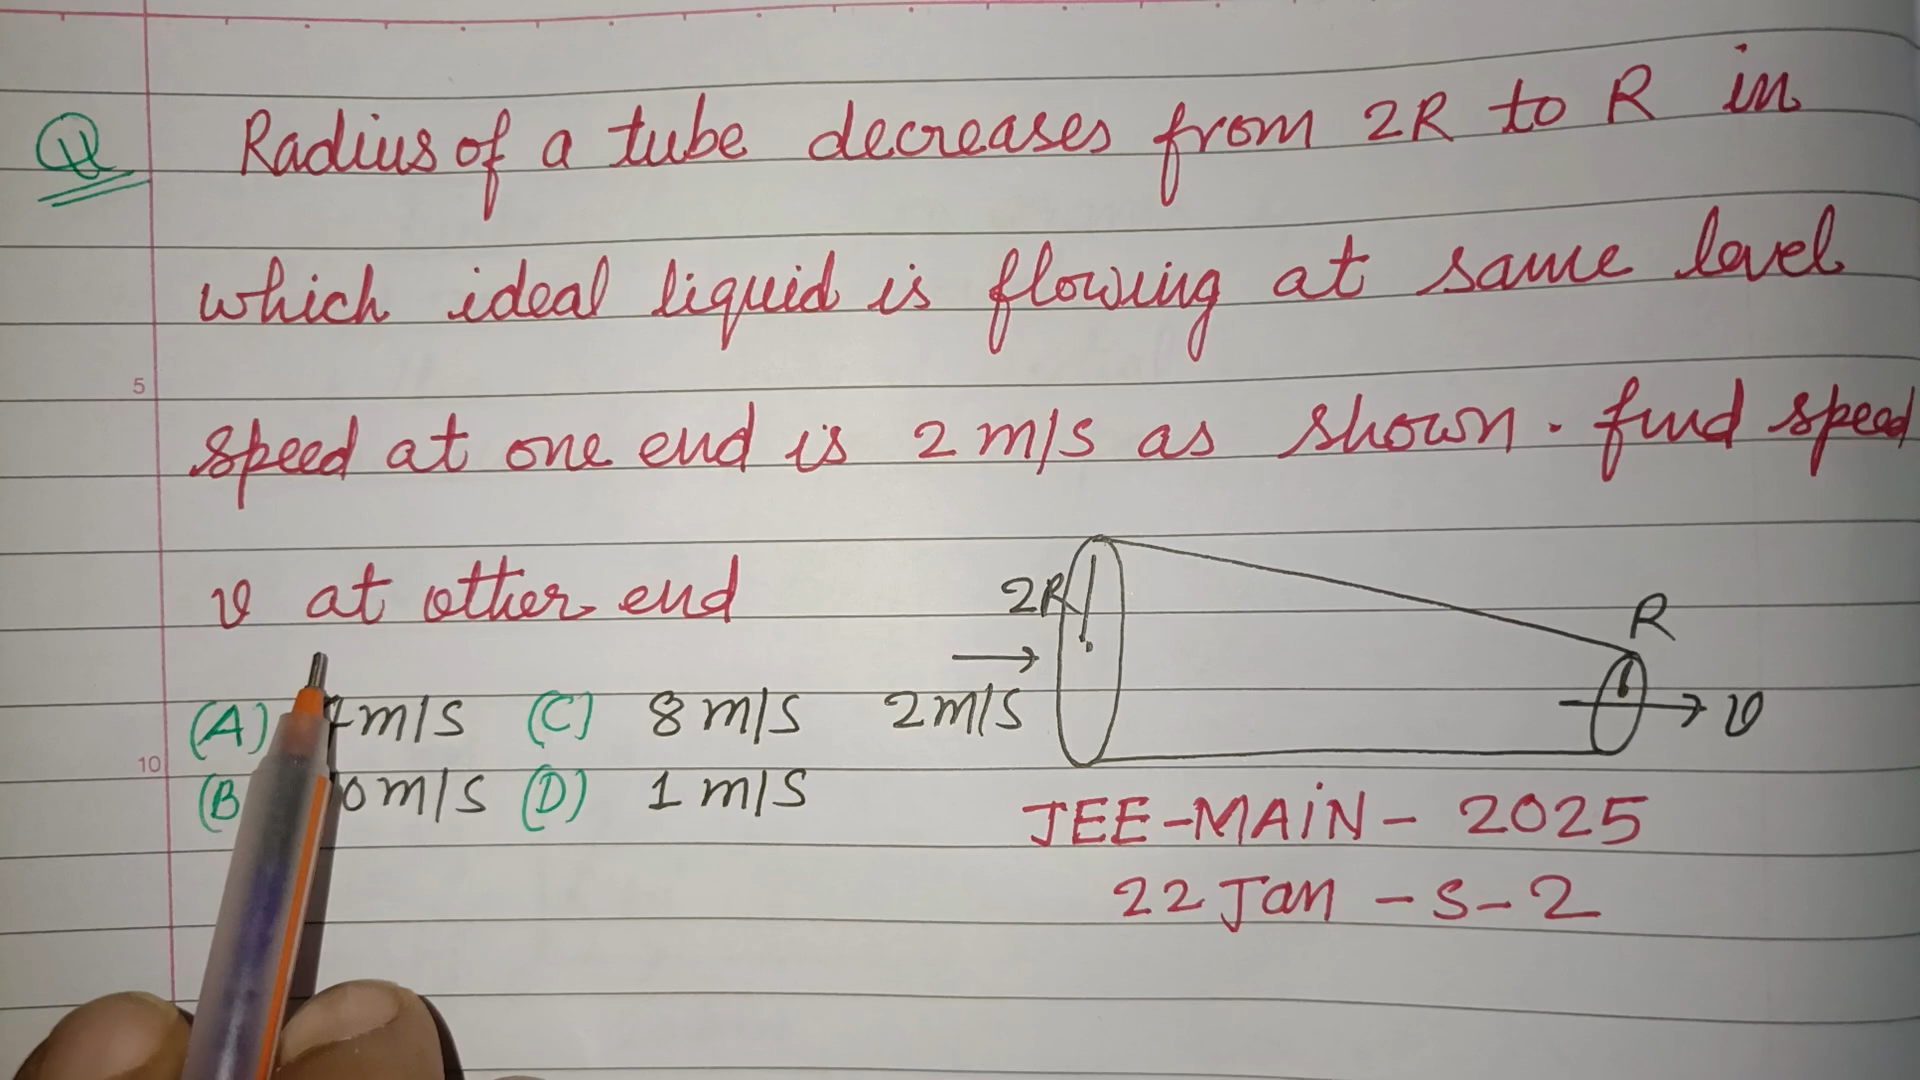 Q Radius of a tube decreases from 2R to R in
which ideal liquid is flowing at same level
speed at one end is 2 m/s as shown. find speed
v at other end
2R
R
(A) m/s (C) 8 m/s
2m/s
v
(B 0m/s (D) 1 m/s
JEE-MAIN- 2025
22 Jan - S-2
5
10